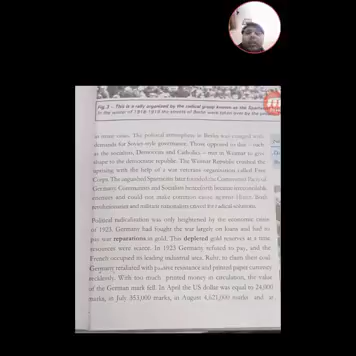 Fig. 2 – This is a rally organised by the radical group known as the
In the winter of 1918-1919 the streets of Berlin were taken over by the
in many cities. The political atmosphere in Berlin was charged with
demands for Soviet-style governance. Those opposed to this – such
as the socialists, Democrats and Catholics – met in Weimar to give
shape to the democratic republic. The Weimar Republic crushed the
uprising with the help of a war veterans organisation called Free
Corps. The anguished Spartacists later founded the Communist Party of
Germany. Communists and Socialists henceforth became irreconcilable
enemies and could not make common cause against Hitler. Both
revolutionaries and militant nationalists craved for radical solutions.
Political radicalisation was only heightened by the economic crisis
of 1923. Germany had fought the war largely on loans and had to
pay war reparations in gold. This depleted gold reserves at a time
resources were scarce. In 1923 Germany refused to pay, and the
French occupied its leading industrial area, Ruhr, to claim their coal.
Germany retaliated with passive resistance and printed paper currency
recklessly. With too much printed money in circulation, the value
of the German mark fell. In April the US dollar was equal to 24,000
marks, in July 353,000 marks, in August 4,621,000 marks and at